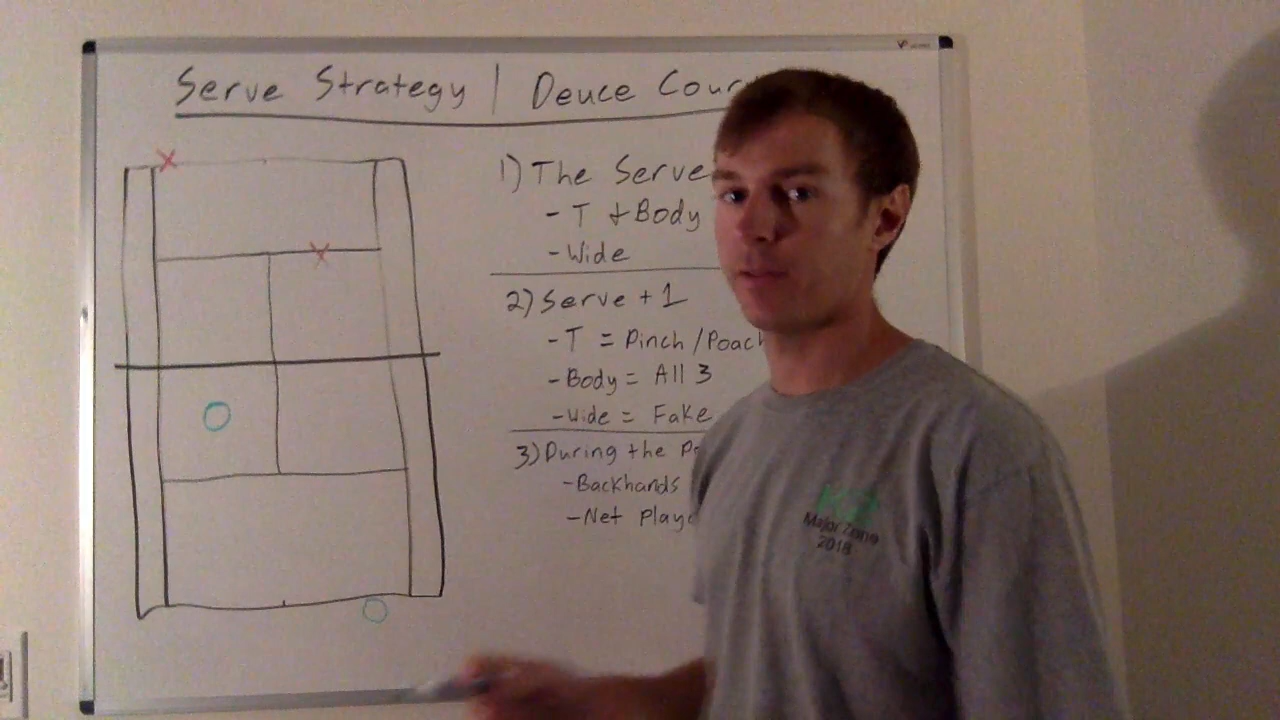 Serve Strategy | Deuce Cour
1) The Serve
- T + Body
- Wide
2) Serve + 1
- T = Pinch / Poach
- Body = All 3
- Wide = Fake
3) During the
- Backhands
- Net Play
Major Zone
2018